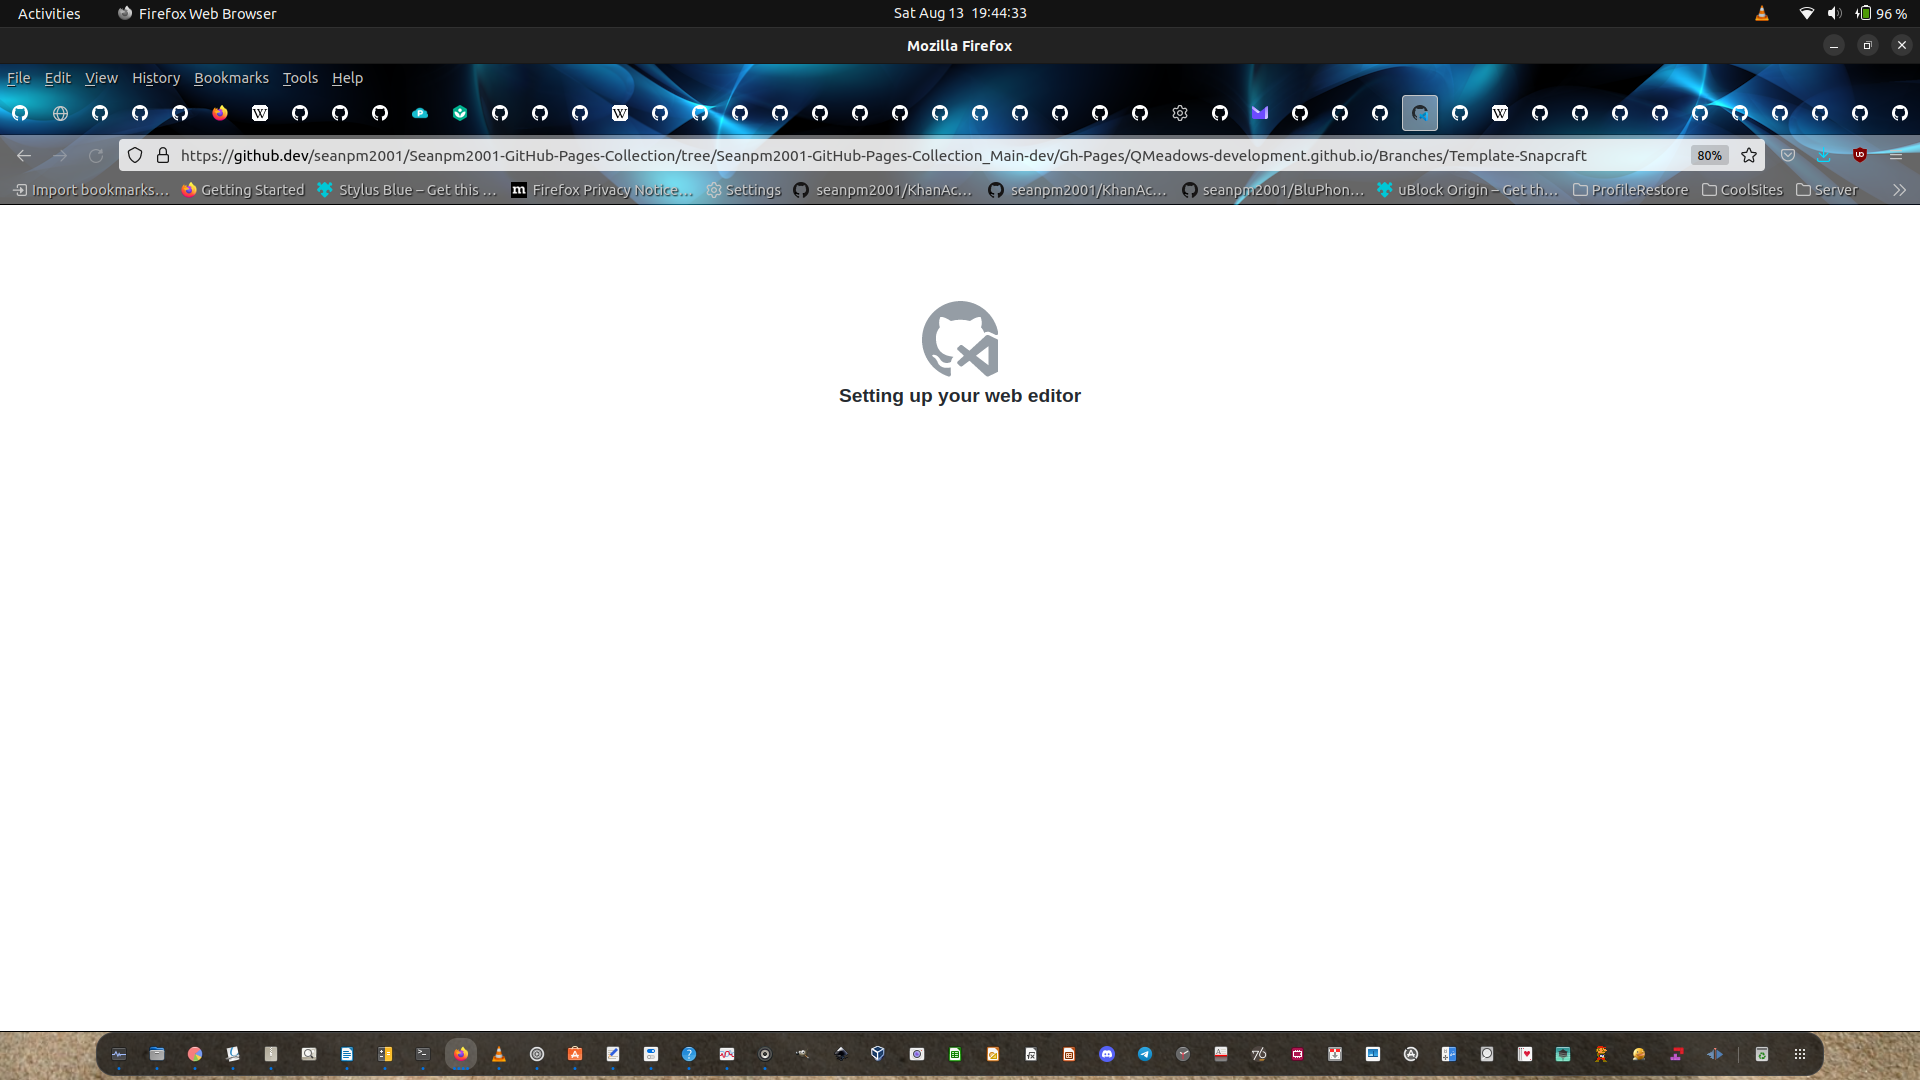 Activities Firefox Web Browser Sat Aug 13 19:44:33 96 %
Mozilla Firefox
File Edit View History Bookmarks Tools Help
https://github.dev/seanpm2001/Seanpm2001-GitHub-Pages-Collection/tree/Seanpm2001-GitHub-Pages-Collection_Main-dev/Gh-Pages/QMeadows-development.github.io/Branches/Template-Snapcraft 80%
Import bookmarks... Getting Started Stylus Blue – Get this ... Firefox Privacy Notice... Settings seanpm2001/KhanAc... seanpm2001/KhanAc... seanpm2001/BluPhon... uBlock Origin – Get th... ProfileRestore CoolSites Server
Setting up your web editor